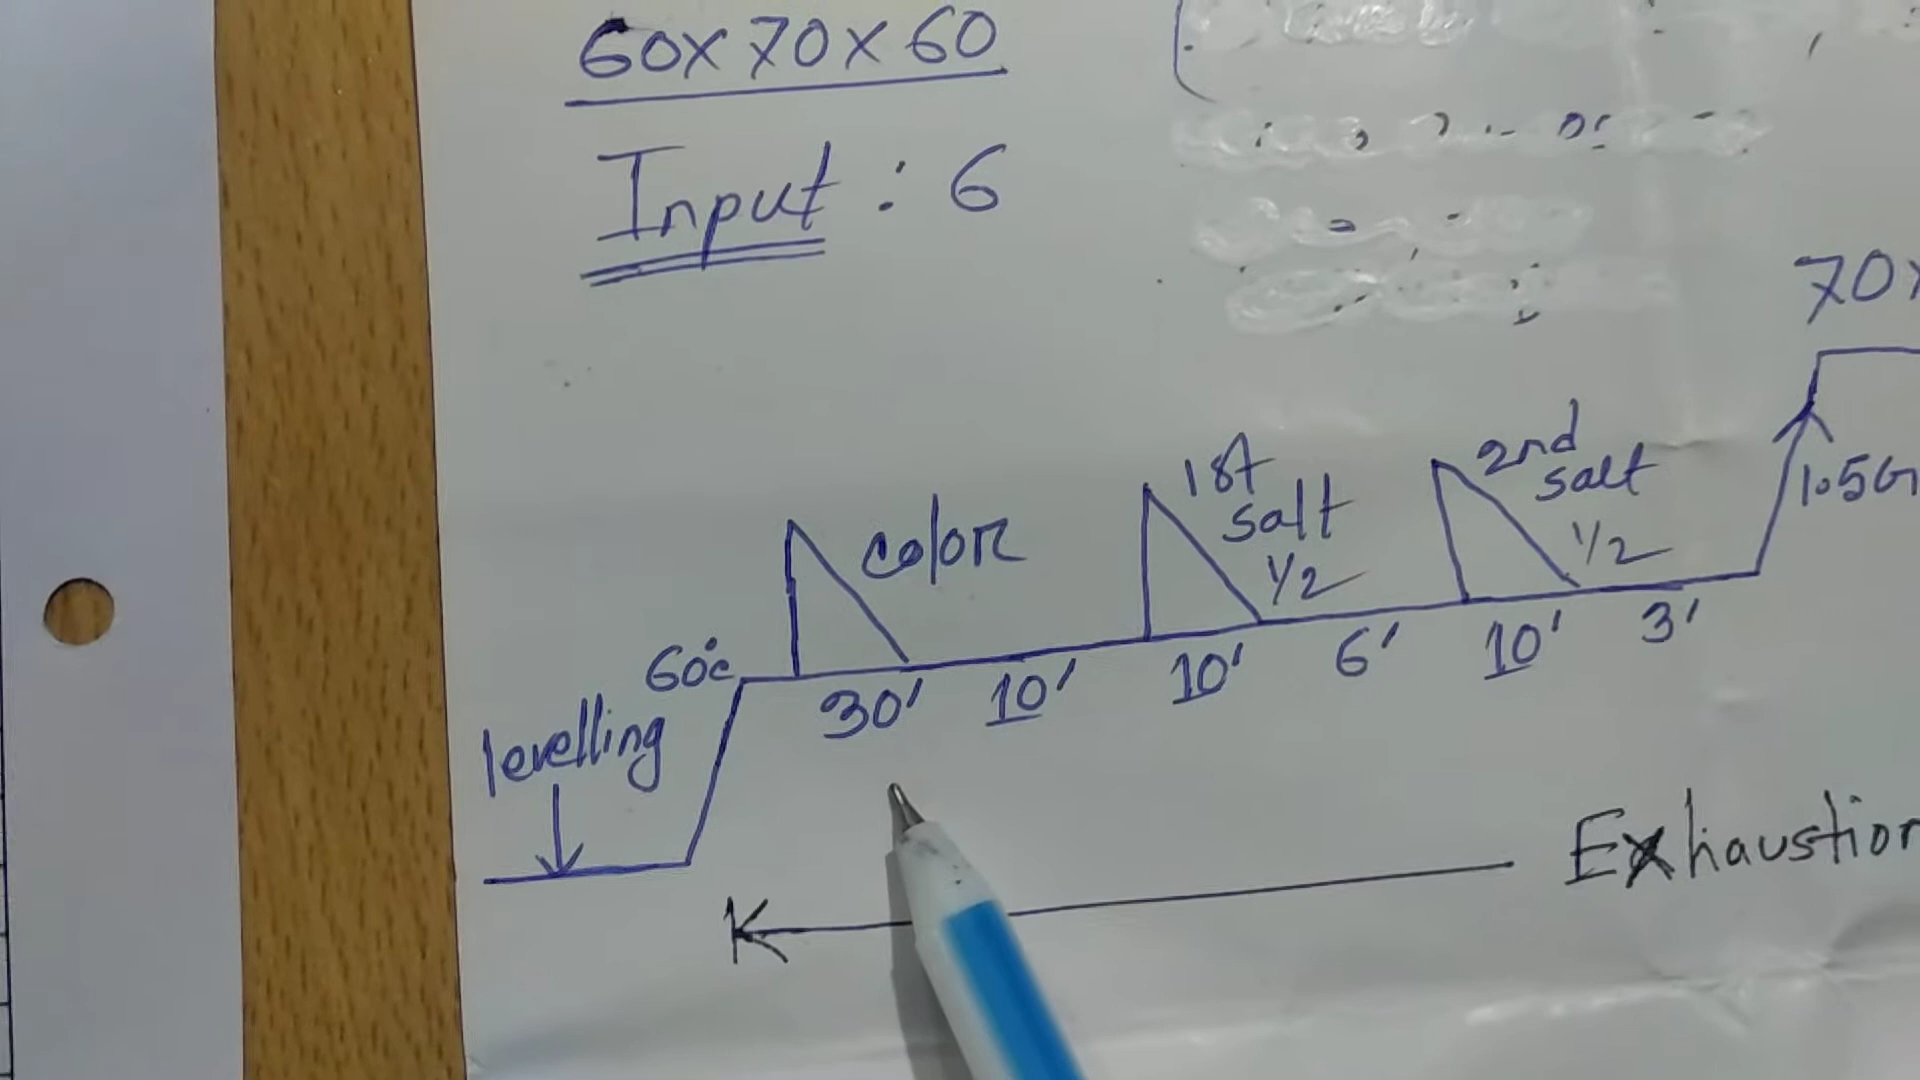 60x70x60
Input : 6
70x
1st salt 1/2
2nd salt 1/2
1.5G
color
60°c
30' 10' 10' 6' 10' 3'
levelling
Exhaustion